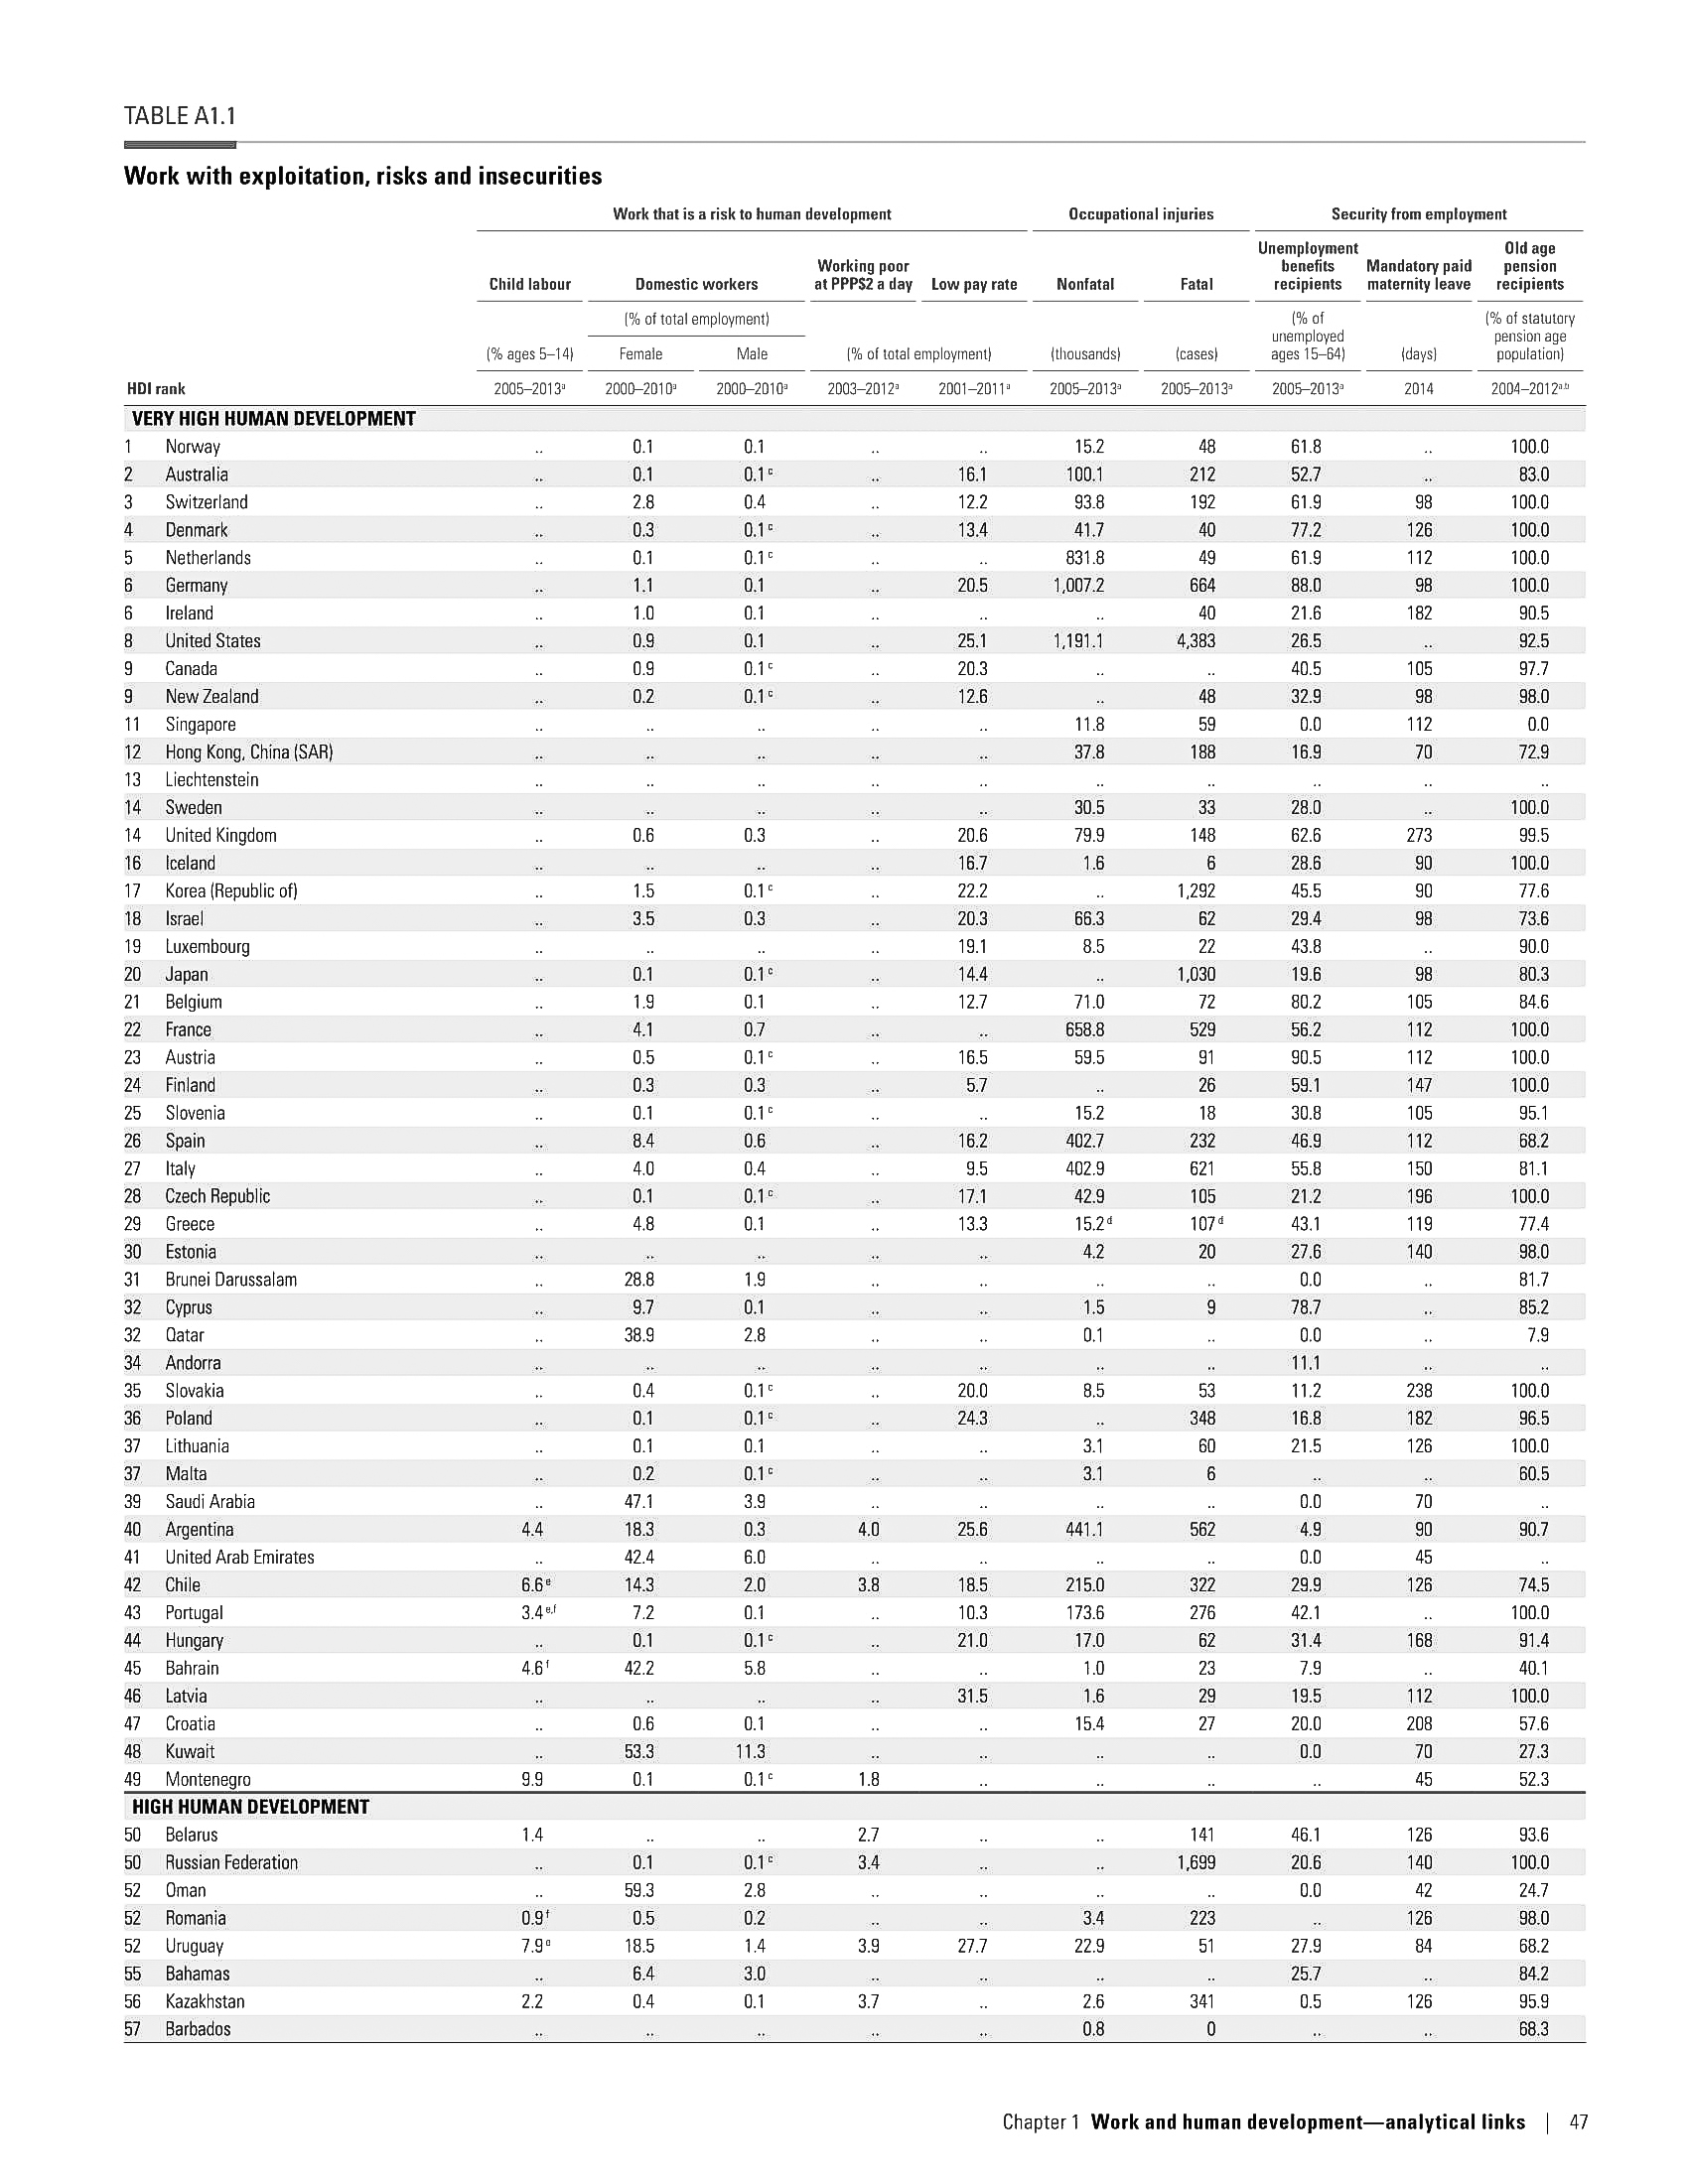 TABLE A1.1
Work with exploitation, risks and insecurities
Work that is a risk to human development Occupational injuries Security from employment
Child labour Domestic workers Working poor at PPP$2 a day Low pay rate Nonfatal Fatal Unemployment benefits recipients Mandatory paid maternity leave Old age pension recipients
(% ages 5–14) (% of total employment) Female Male (% of total employment) (thousands) (cases) (% of unemployed ages 15–64) (days) (% of statutory pension age population)
HDI rank 2005–2013ᵃ 2000–2010ᵃ 2000–2010ᵃ 2003–2012ᵃ 2001–2011ᵃ 2005–2013ᵃ 2005–2013ᵃ 2005–2013ᵃ 2014 2004–2012ᵃ,ᵇ
VERY HIGH HUMAN DEVELOPMENT
1 Norway .. 0.1 0.1 .. .. 15.2 48 61.8 .. 100.0
2 Australia .. 0.1 0.1 ᶜ .. 16.1 100.1 212 52.7 .. 83.0
3 Switzerland .. 2.8 0.4 .. 12.2 93.8 192 61.9 98 100.0
4 Denmark .. 0.3 0.1 ᶜ .. 13.4 41.7 40 77.2 126 100.0
5 Netherlands .. 0.1 0.1 ᶜ .. .. 831.8 49 61.9 112 100.0
6 Germany .. 1.1 0.1 .. 20.5 1,007.2 664 88.0 98 100.0
6 Ireland .. 1.0 0.1 .. .. .. 40 21.6 182 90.5
8 United States .. 0.9 0.1 .. 25.1 1,191.1 4,383 26.5 .. 92.5
9 Canada .. 0.9 0.1 ᶜ .. 20.3 .. .. 40.5 105 97.7
9 New Zealand .. 0.2 0.1 ᶜ .. 12.6 .. 48 32.9 98 98.0
11 Singapore .. .. .. .. .. 11.8 59 0.0 112 0.0
12 Hong Kong, China (SAR) .. .. .. .. .. 37.8 188 16.9 70 72.9
13 Liechtenstein .. .. .. .. .. .. .. .. .. ..
14 Sweden .. .. .. .. .. 30.5 33 28.0 .. 100.0
14 United Kingdom .. 0.6 0.3 .. 20.6 79.9 148 62.6 273 99.5
16 Iceland .. .. .. .. 16.7 1.6 6 28.6 90 100.0
17 Korea (Republic of) .. 1.5 0.1 ᶜ .. 22.2 .. 1,292 45.5 90 77.6
18 Israel .. 3.5 0.3 .. 20.3 66.3 62 29.4 98 73.6
19 Luxembourg .. .. .. .. 19.1 8.5 22 43.8 .. 90.0
20 Japan .. 0.1 0.1 ᶜ .. 14.4 .. 1,030 19.6 98 80.3
21 Belgium .. 1.9 0.1 .. 12.7 71.0 72 80.2 105 84.6
22 France .. 4.1 0.7 .. .. 658.8 529 56.2 112 100.0
23 Austria .. 0.5 0.1 ᶜ .. 16.5 59.5 91 90.5 112 100.0
24 Finland .. 0.3 0.3 .. 5.7 .. 26 59.1 147 100.0
25 Slovenia .. 0.1 0.1 ᶜ .. .. 15.2 18 30.8 105 95.1
26 Spain .. 8.4 0.6 .. 16.2 402.7 232 46.9 112 68.2
27 Italy .. 4.0 0.4 .. 9.5 402.9 621 55.8 150 81.1
28 Czech Republic .. 0.1 0.1 ᶜ .. 17.1 42.9 105 21.2 196 100.0
29 Greece .. 4.8 0.1 .. 13.3 15.2 ᵈ 107 ᵈ 43.1 119 77.4
30 Estonia .. .. .. .. .. 4.2 20 27.6 140 98.0
31 Brunei Darussalam .. 28.8 1.9 .. .. .. .. 0.0 .. 81.7
32 Cyprus .. 9.7 0.1 .. .. 1.5 9 78.7 .. 85.2
32 Qatar .. 38.9 2.8 .. .. 0.1 .. 0.0 .. 7.9
34 Andorra .. .. .. .. .. .. .. 11.1 .. ..
35 Slovakia .. 0.4 0.1 ᶜ .. 20.0 8.5 53 11.2 238 100.0
36 Poland .. 0.1 0.1 ᶜ .. 24.3 .. 348 16.8 182 96.5
37 Lithuania .. 0.1 0.1 .. .. 3.1 60 21.5 126 100.0
37 Malta .. 0.2 0.1 ᶜ .. .. 3.1 6 .. .. 60.5
39 Saudi Arabia .. 47.1 3.9 .. .. .. .. 0.0 70 ..
40 Argentina 4.4 18.3 0.3 4.0 25.6 441.1 562 4.9 90 90.7
41 United Arab Emirates .. 42.4 6.0 .. .. .. .. 0.0 45 ..
42 Chile 6.6 ᵉ 14.3 2.0 3.8 18.5 215.0 322 29.9 126 74.5
43 Portugal 3.4 ᵉ,ᶠ 7.2 0.1 .. 10.3 173.6 276 42.1 .. 100.0
44 Hungary .. 0.1 0.1 ᶜ .. 21.0 17.0 62 31.4 168 91.4
45 Bahrain 4.6 ᶠ 42.2 5.8 .. .. 1.0 23 7.9 .. 40.1
46 Latvia .. .. .. .. 31.5 1.6 29 19.5 112 100.0
47 Croatia .. 0.6 0.1 .. .. 15.4 27 20.0 208 57.6
48 Kuwait .. 53.3 11.3 .. .. .. .. 0.0 70 27.3
49 Montenegro 9.9 0.1 0.1 ᶜ 1.8 .. .. .. .. 45 52.3
HIGH HUMAN DEVELOPMENT
50 Belarus 1.4 .. .. 2.7 .. .. 141 46.1 126 93.6
50 Russian Federation .. 0.1 0.1 ᶜ 3.4 .. .. 1,699 20.6 140 100.0
52 Oman .. 59.3 2.8 .. .. .. .. 0.0 42 24.7
52 Romania 0.9 ᶠ 0.5 0.2 .. .. 3.4 223 .. 126 98.0
52 Uruguay 7.9 18.5 1.4 3.9 27.7 22.9 51 27.9 84 68.2
55 Bahamas .. 6.4 3.0 .. .. .. .. 25.7 .. 84.2
56 Kazakhstan 2.2 0.4 0.1 3.7 .. 2.6 341 0.5 126 95.9
57 Barbados .. .. .. .. .. 0.8 0 .. .. 68.3
Chapter 1 Work and human development—analytical links | 47